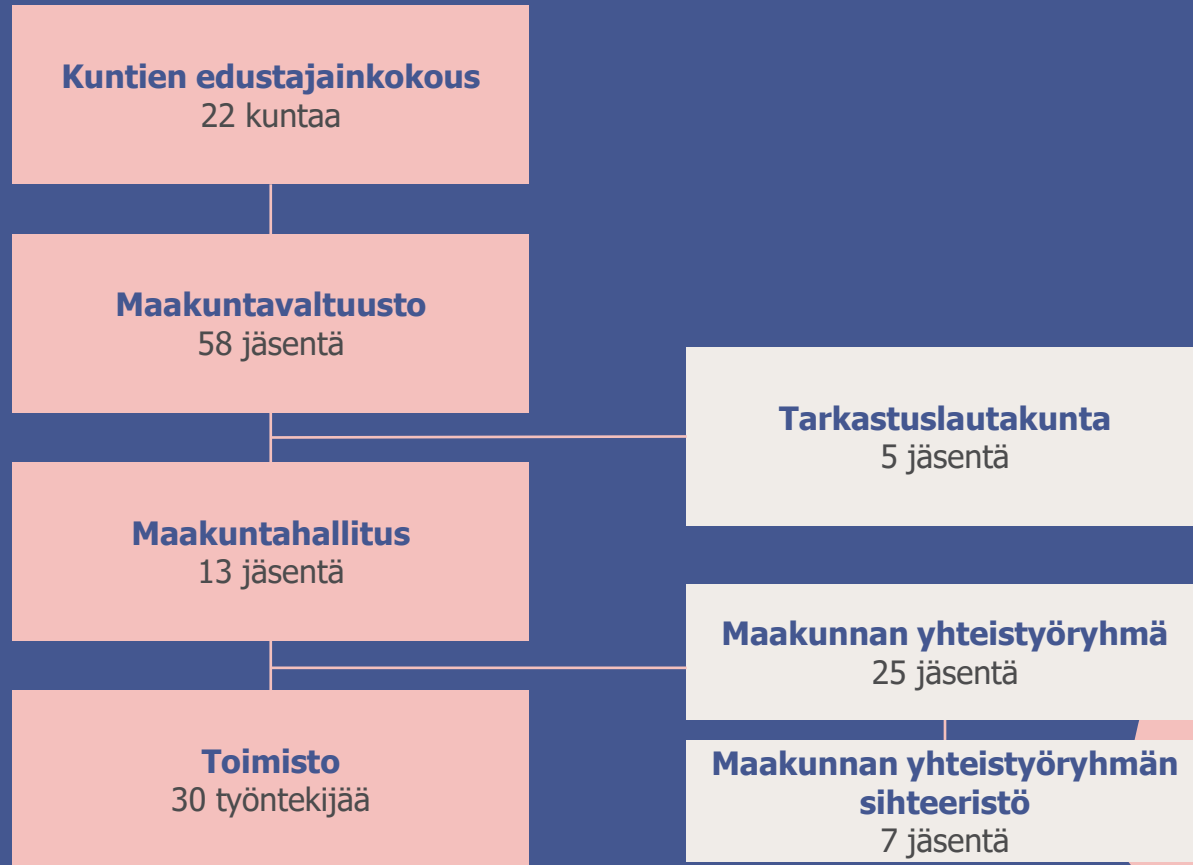 Kuntien edustajainkokous
22 kuntaa
Maakuntavaltuusto
58 jäsentä
Tarkastuslautakunta
5 jäsentä
Maakuntahallitus
13 jäsentä
Maakunnan yhteistyöryhmä
25 jäsentä
Toimisto
30 työntekijää
Maakunnan yhteistyöryhmän
sihteeristö
7 jäsentä